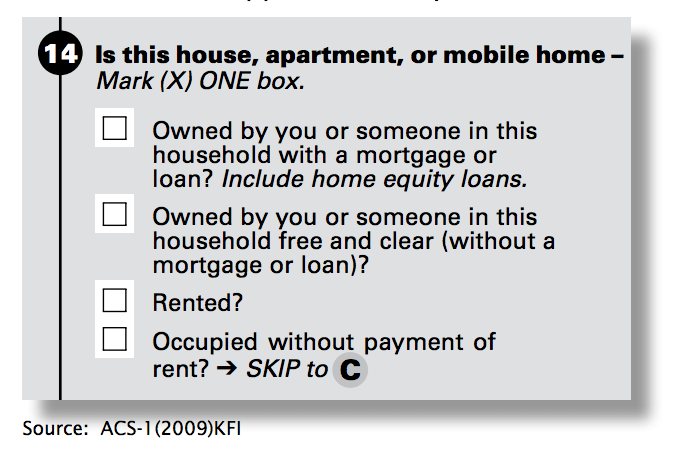 14 Is this house, apartment, or mobile home –
Mark (X) ONE box.
Owned by you or someone in this
household with a mortgage or
loan? Include home equity loans.
Owned by you or someone in this
household free and clear (without a
mortgage or loan)?
Rented?
Occupied without payment of
rent? ➔ SKIP to C
Source: ACS-1(2009)KFI